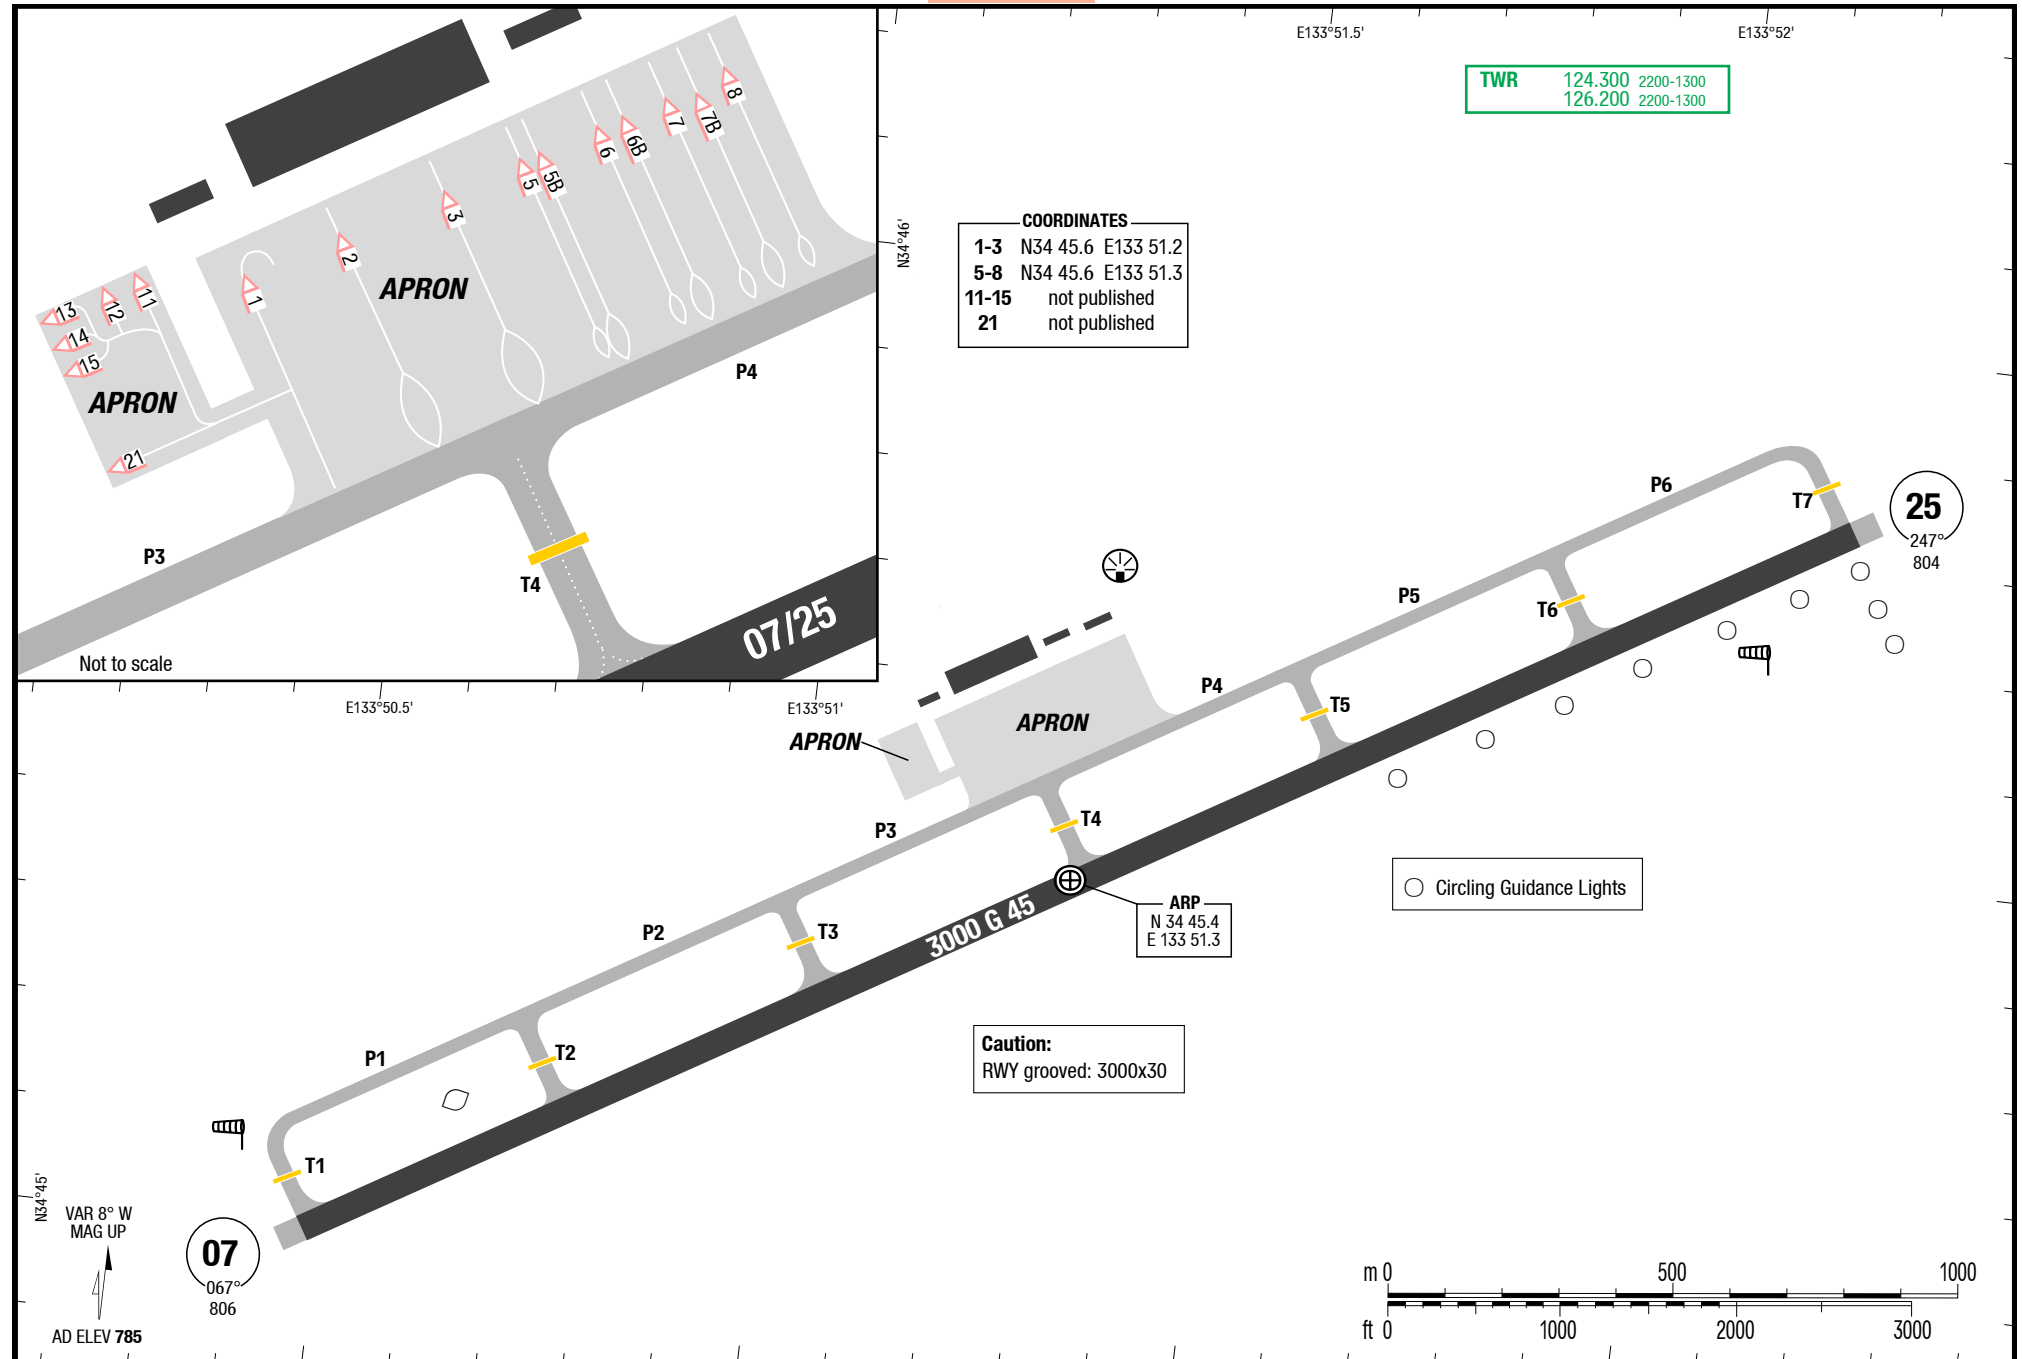 E133°51.5'
E133°52'
TWR 124.300 2200-1300
126.200 2200-1300
8
7B
7
6B
6
5B
5
3
2
1
11
12
13
14
15
21
APRON
APRON
P4
P3
T4
07/25
Not to scale
N34°46'
COORDINATES
1-3 N34 45.6 E133 51.2
5-8 N34 45.6 E133 51.3
11-15 not published
21 not published
E133°50.5'
E133°51'
P6
T7
25
247°
804
P5
T6
P4
T5
APRON
APRON
T4
P3
3000 G 45
ARP
N 34 45.4
E 133 51.3
Circling Guidance Lights
T3
P2
T2
P1
Caution:
RWY grooved: 3000x30
T1
N34°45'
VAR 8° W
MAG UP
07
067°
806
AD ELEV 785
m 0 500 1000
ft 0 1000 2000 3000